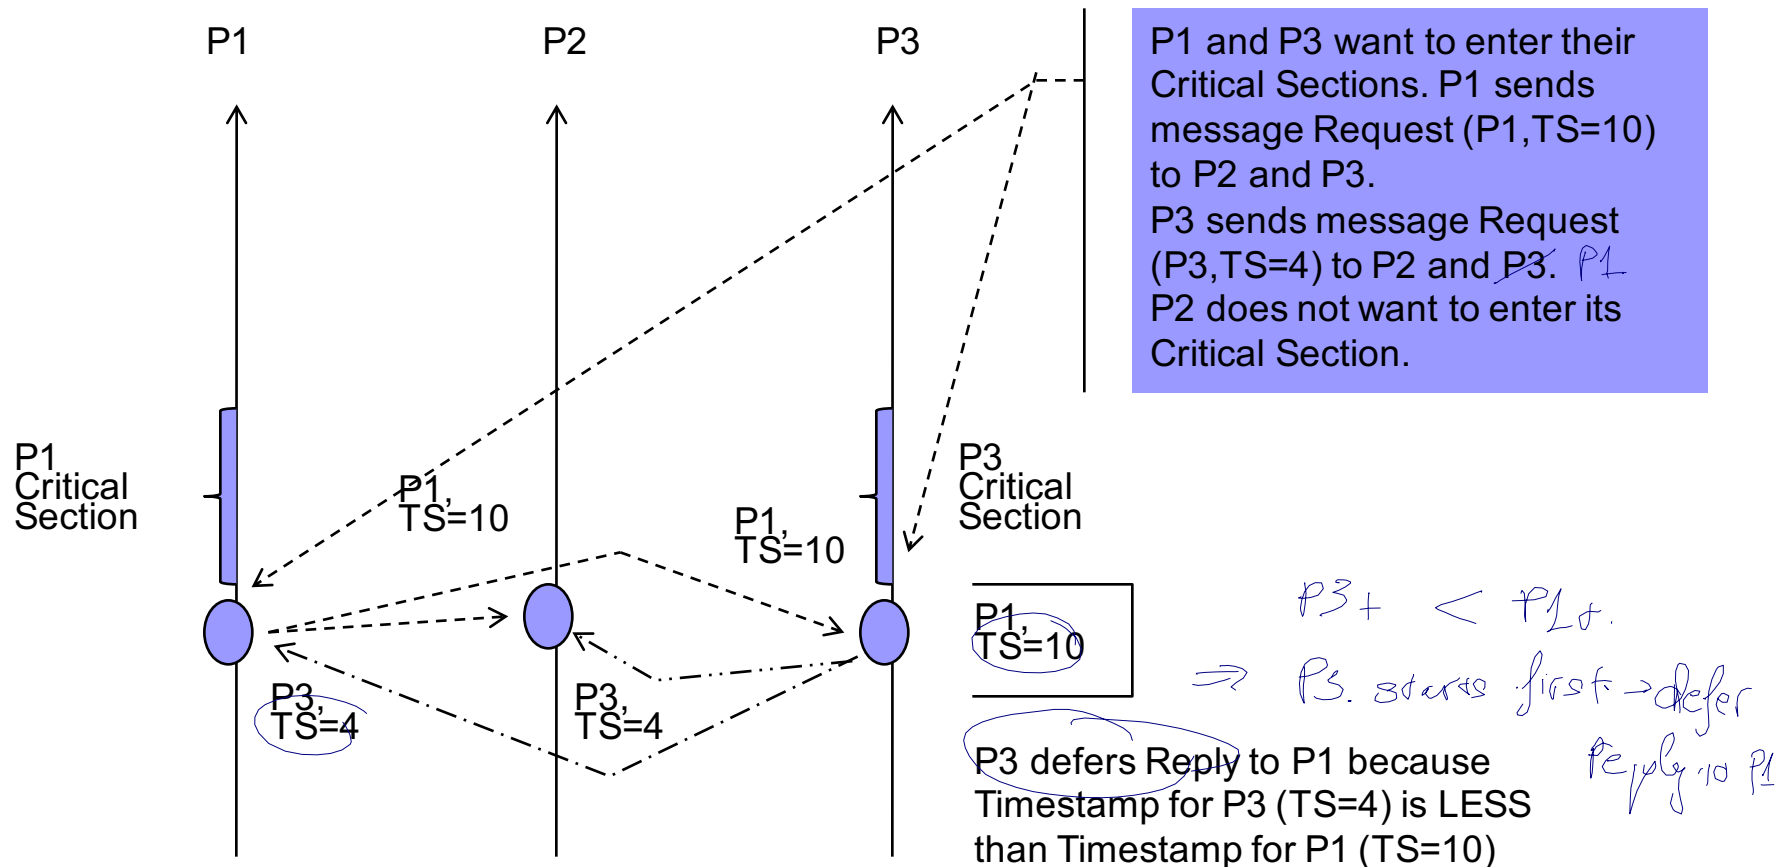 P1
P2
P3
P1 and P3 want to enter their
Critical Sections. P1 sends
message Request (P1,TS=10)
to P2 and P3.
P3 sends message Request
(P3,TS=4) to P2 and P3. P1
P2 does not want to enter its
Critical Section.
P1
Critical
Section
P1,
TS=10
P1,
TS=10
P3
Critical
Section
P1,
TS=10
P3,
TS=4
P3,
TS=4
P3 defers Reply to P1 because
Timestamp for P3 (TS=4) is LESS
than Timestamp for P1 (TS=10)
P3 < P1
⇒ P3. starts first → defer
Reply to P1